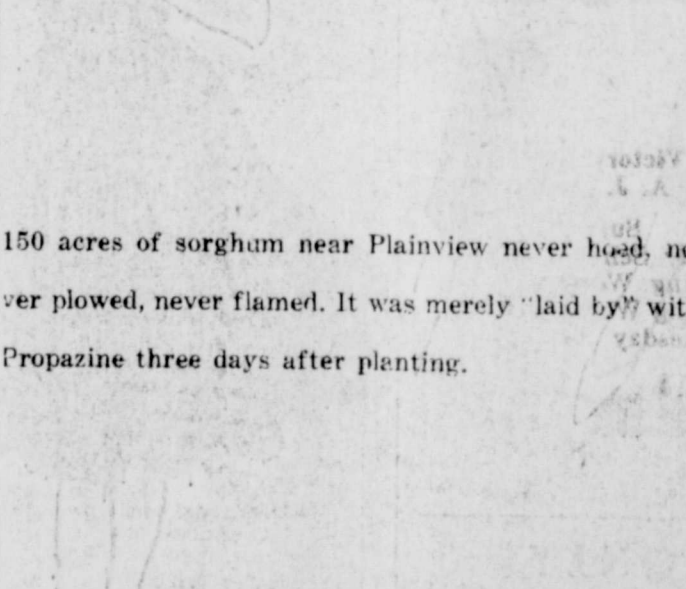 150 acres of sorghum near Plainview never hoed, ne
ver plowed, never flamed. It was merely "laid by" wit
Propazine three days after planting.